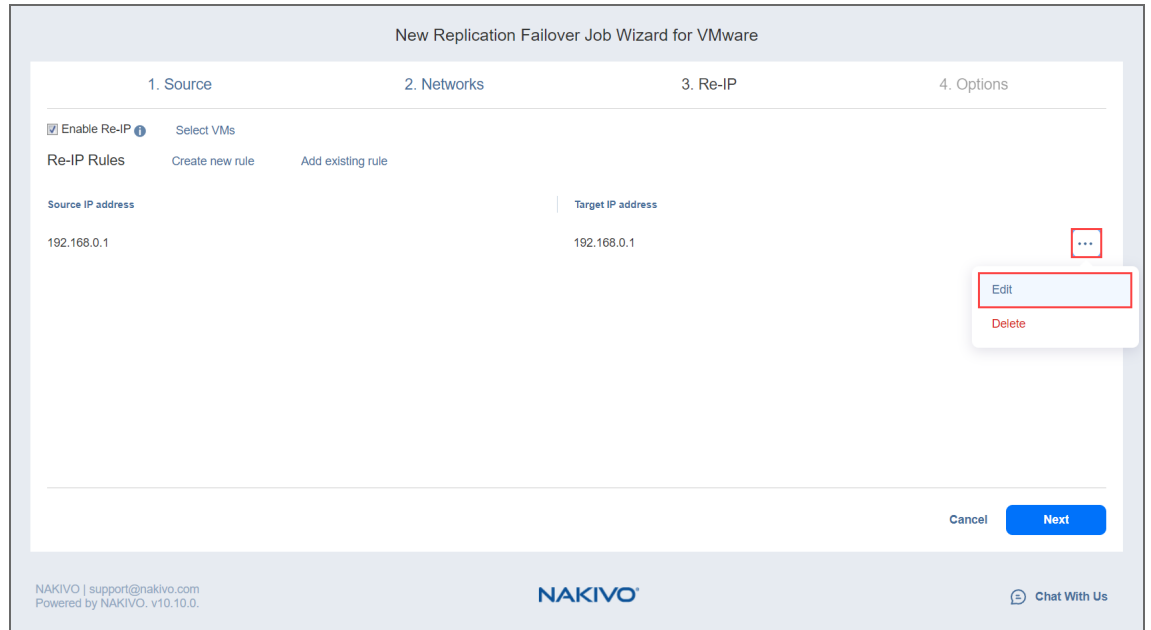 New Replication Failover Job Wizard for VMware
1. Source 2. Networks 3. Re-IP 4. Options
Enable Re-IP Select VMs
Re-IP Rules Create new rule Add existing rule
Source IP address Target IP address
192.168.0.1 192.168.0.1 ...
Edit
Delete
Cancel Next
NAKIVO | support@nakivo.com
Powered by NAKIVO. v10.10.0.
NAKIVO®
Chat With Us